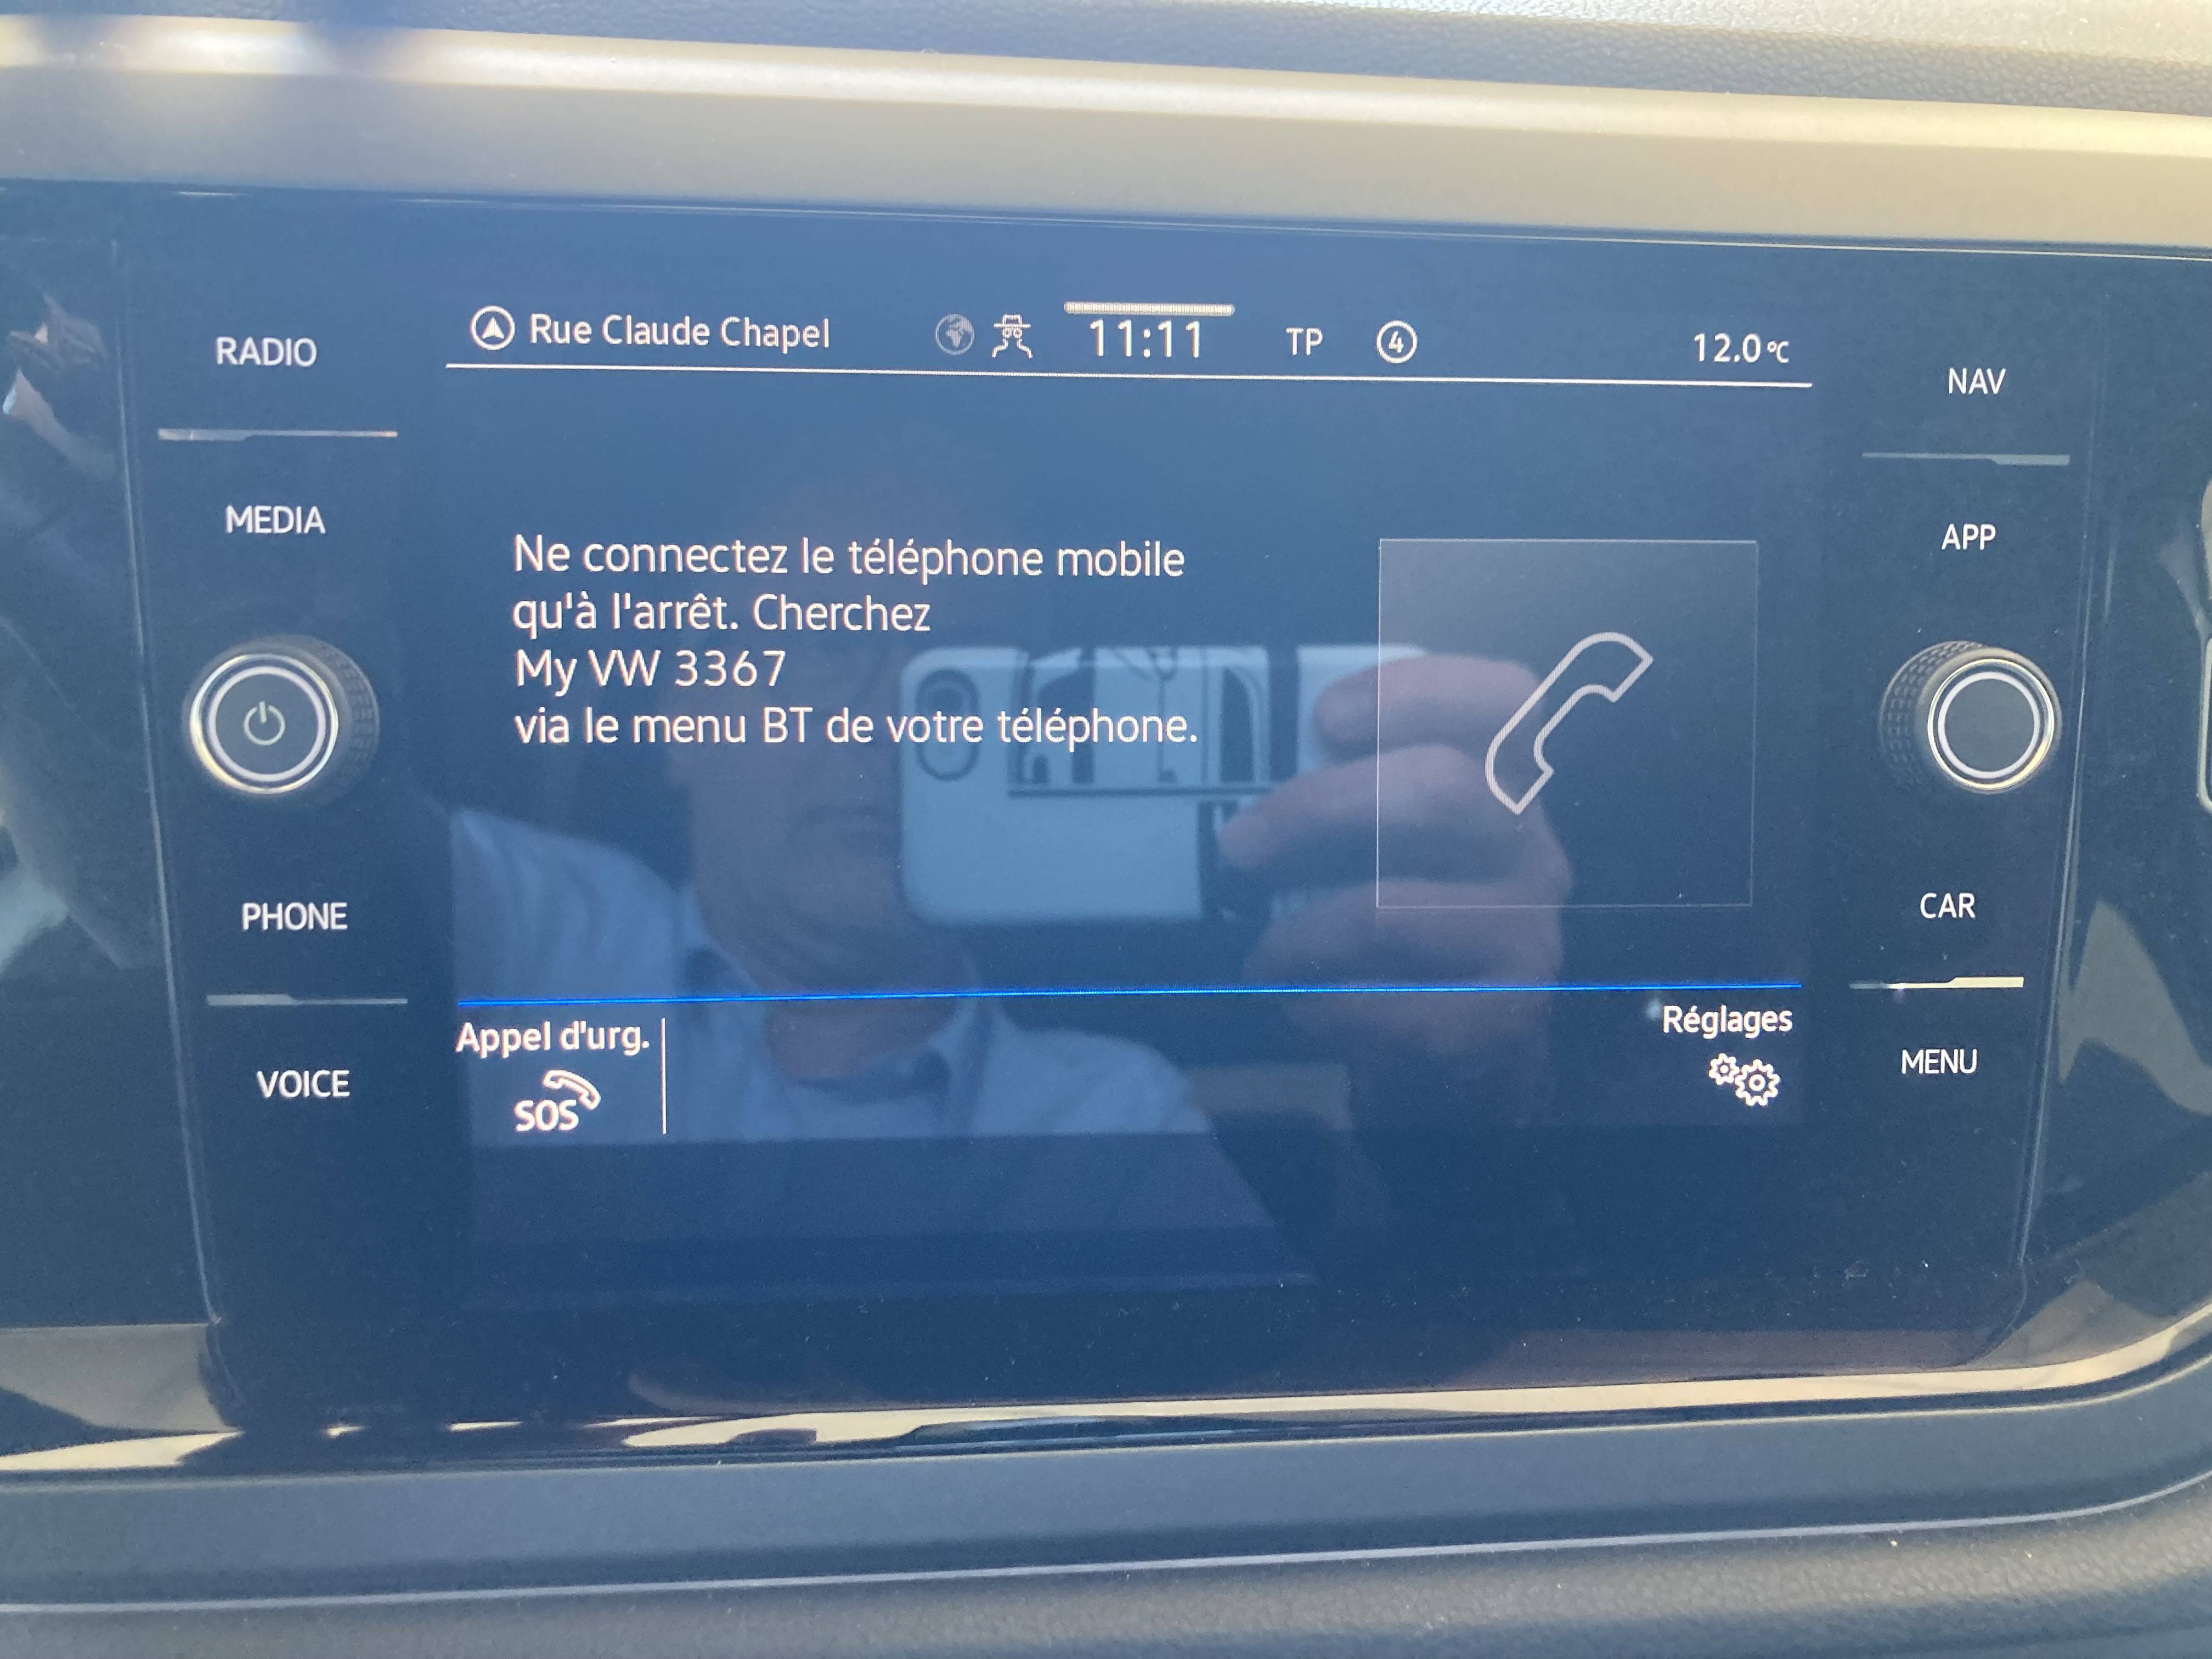 RADIO
MEDIA
PHONE
VOICE
Rue Claude Chapel
11:11
TP
4
12.0 °C
Ne connectez le téléphone mobile
qu'à l'arrêt. Cherchez
My VW 3367
via le menu BT de votre téléphone.
Appel d'urg.
SOS
Réglages
NAV
APP
CAR
MENU